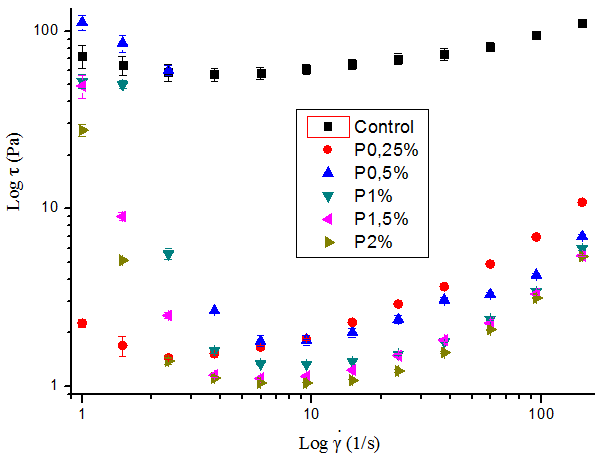 100
10
1
Log τ (Pa)
Control
P0,25%
P0,5%
P1%
P1,5%
P2%
1
10
100
Log γ̇ (1/s)